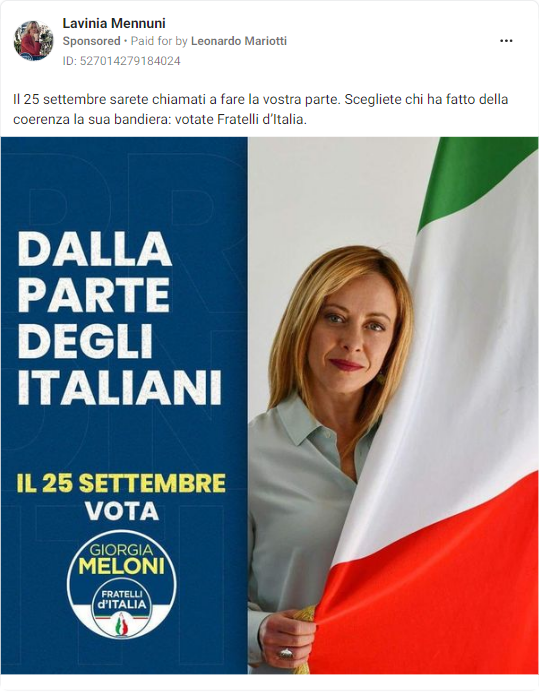 Lavinia Mennuni
Sponsored • Paid for by Leonardo Mariotti
ID: 527014279184024
Il 25 settembre sarete chiamati a fare la vostra parte. Scegliete chi ha fatto della
coerenza la sua bandiera: votate Fratelli d’Italia.
DALLA
PARTE
DEGLI
ITALIANI
IL 25 SETTEMBRE
VOTA
GIORGIA
MELONI
FRATELLI
d'ITALIA